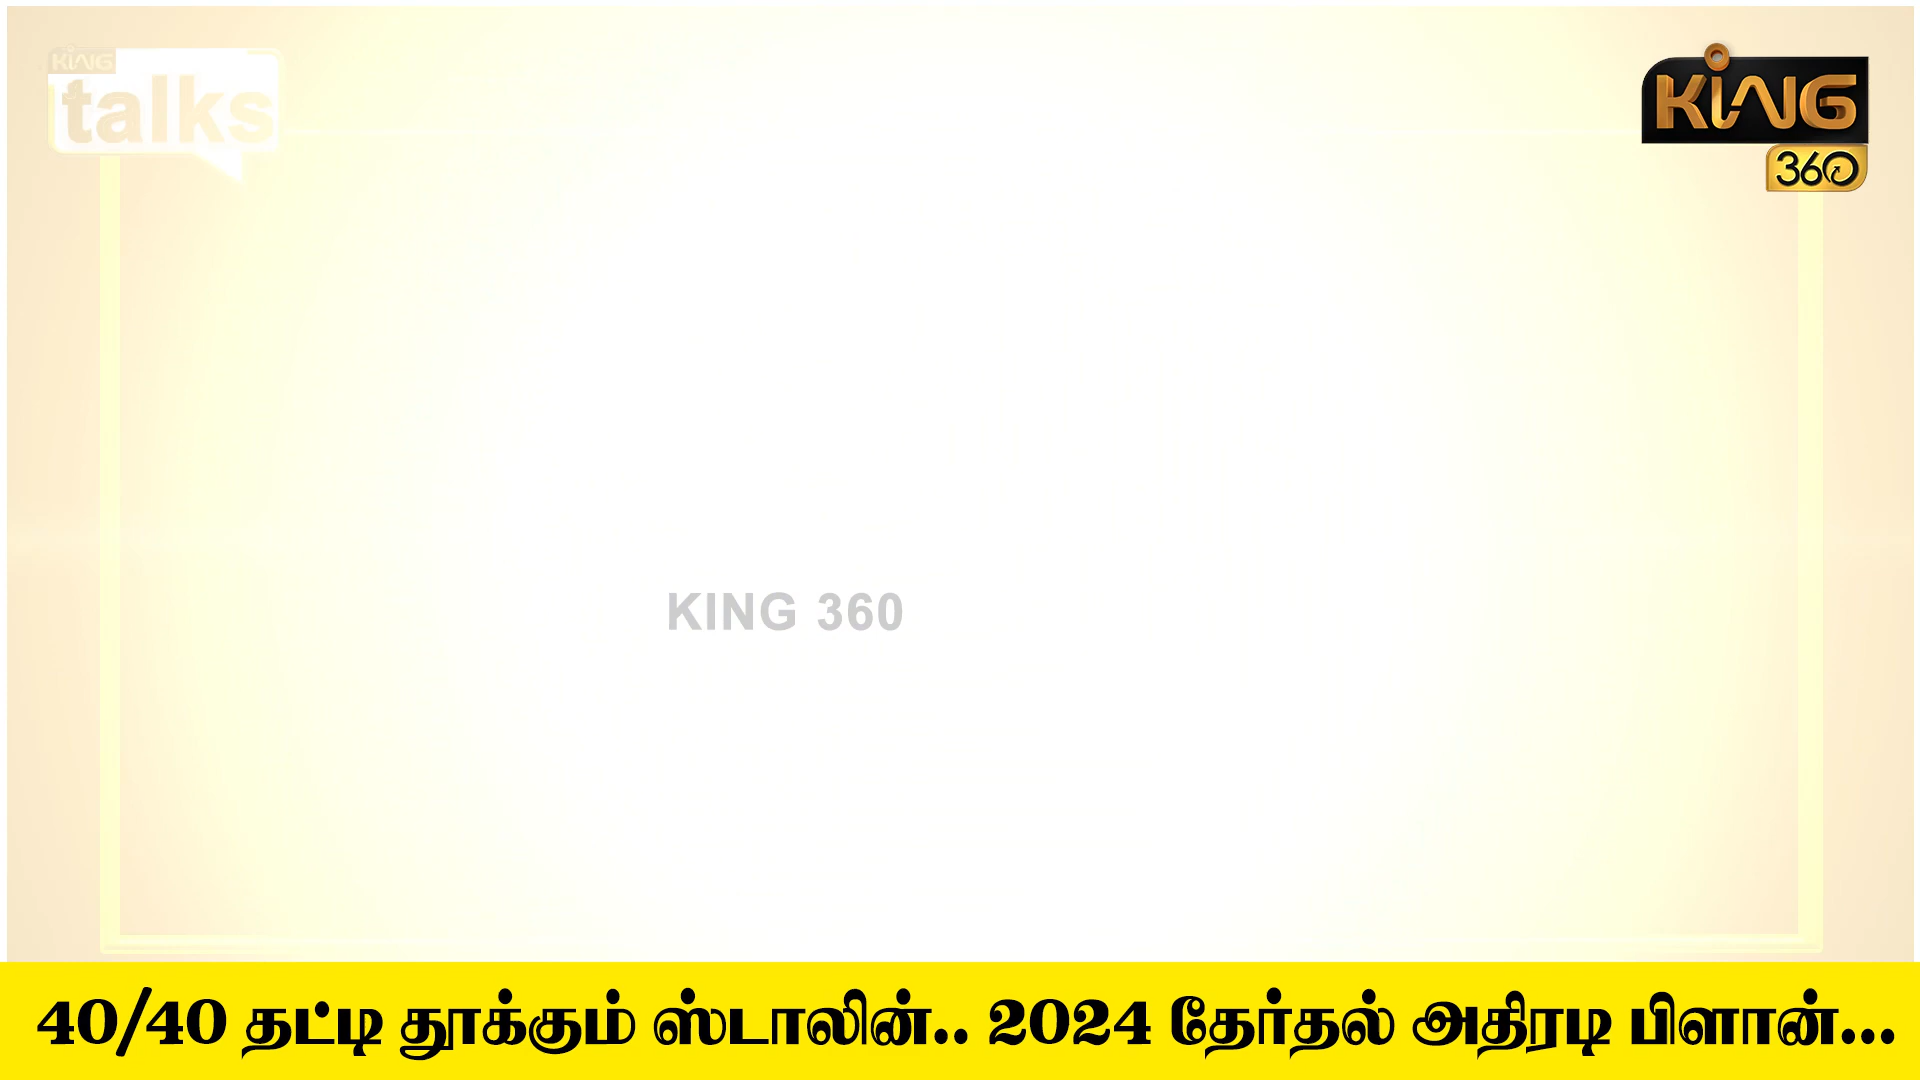 KING
talks
KING
360
KING 360
40/40 தட்டி தூக்கும் ஸ்டாலின்.. 2024 தேர்தல் அதிரடி பிளான்...